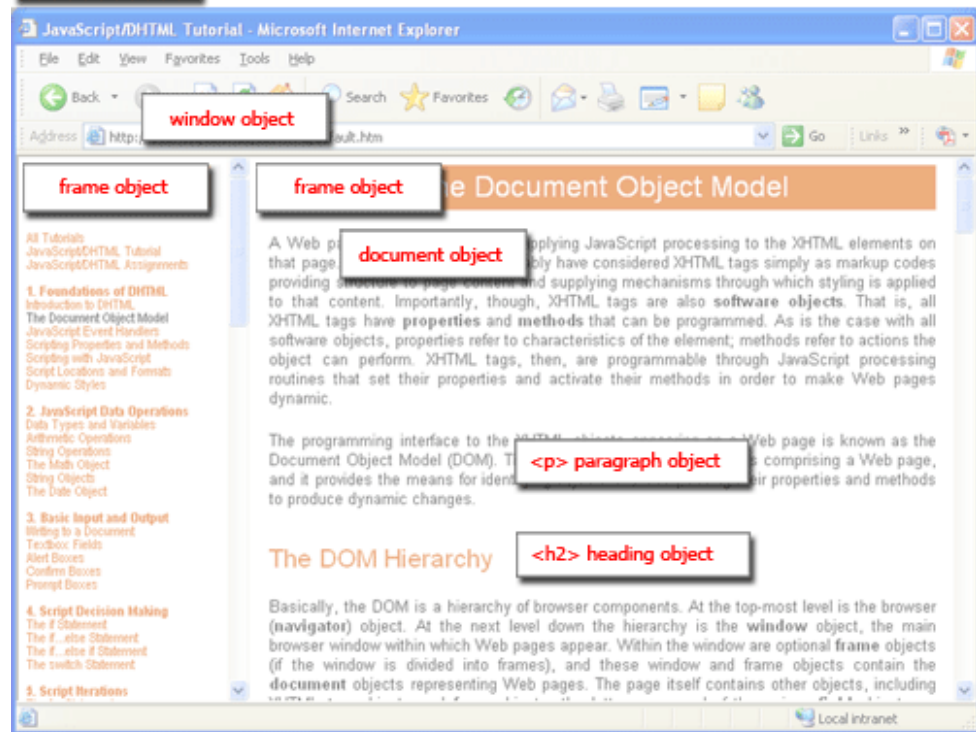 JavaScript/DHTML Tutorial - Microsoft Internet Explorer
File Edit View Favorites Tools Help
Back Search Favorites
window object
Address http:/ ault.htm Go Links »
frame object
frame object
e Document Object Model
All Tutorials
JavaScript/DHTML Tutorial
JavaScript/DHTML Assignments
1. Foundations of DHTML
Introduction to DHTML
The Document Object Model
JavaScript Event Handlers
Scripting Properties and Methods
Scripting with JavaScript
Script Locations and Formats
Dynamic Styles
2. JavaScript Data Operations
Data Types and Variables
Arithmetic Operations
String Operations
The Math Object
String Objects
The Date Object
3. Basic Input and Output
Writing to a Document
Textbox Fields
Alert Boxes
Confirm Boxes
Prompt Boxes
4. Script Decision Making
The if Statement
The if...else Statement
The if...else if Statement
The switch Statement
5. Script Iterations
A Web p plying JavaScript processing to the XHTML elements on
document object
that page. bly have considered XHTML tags simply as markup codes
providing structure to page content and supplying mechanisms through which styling is applied
to that content. Importantly, though, XHTML tags are also software objects. That is, all
XHTML tags have properties and methods that can be programmed. As is the case with all
software objects, properties refer to characteristics of the element; methods refer to actions the
object can perform. XHTML tags, then, are programmable through JavaScript processing
routines that set their properties and activate their methods in order to make Web pages
dynamic.
The programming interface to the Web page is known as the
<p> paragraph object
Document Object Model (DOM). T s comprising a Web page,
and it provides the means for iden eir properties and methods
to produce dynamic changes.
The DOM Hierarchy
<h2> heading object
Basically, the DOM is a hierarchy of browser components. At the top-most level is the browser
(navigator) object. At the next level down the hierarchy is the window object, the main
browser window within which Web pages appear. Within the window are optional frame objects
(if the window is divided into frames), and these window and frame objects contain the
document objects representing Web pages. The page itself contains other objects, including
Local intranet